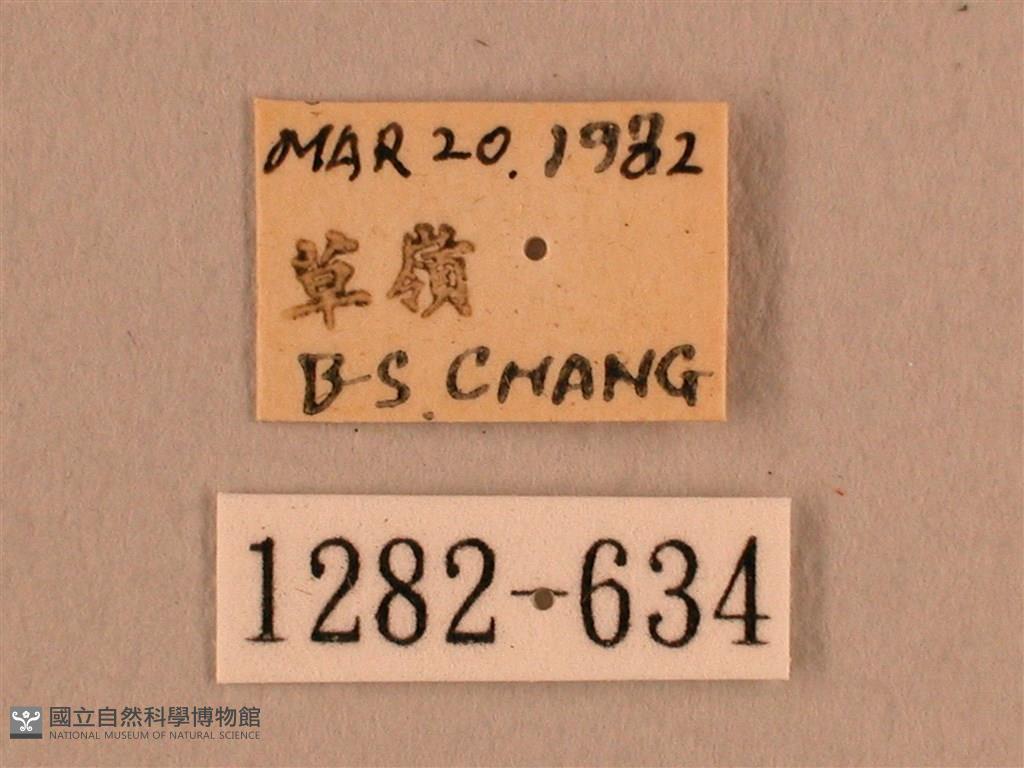 MAR 20. 1982
草嶺
B-S. CHANG
1282-634
國立自然科學博物館
NATIONAL MUSEUM OF NATURAL SCIENCE